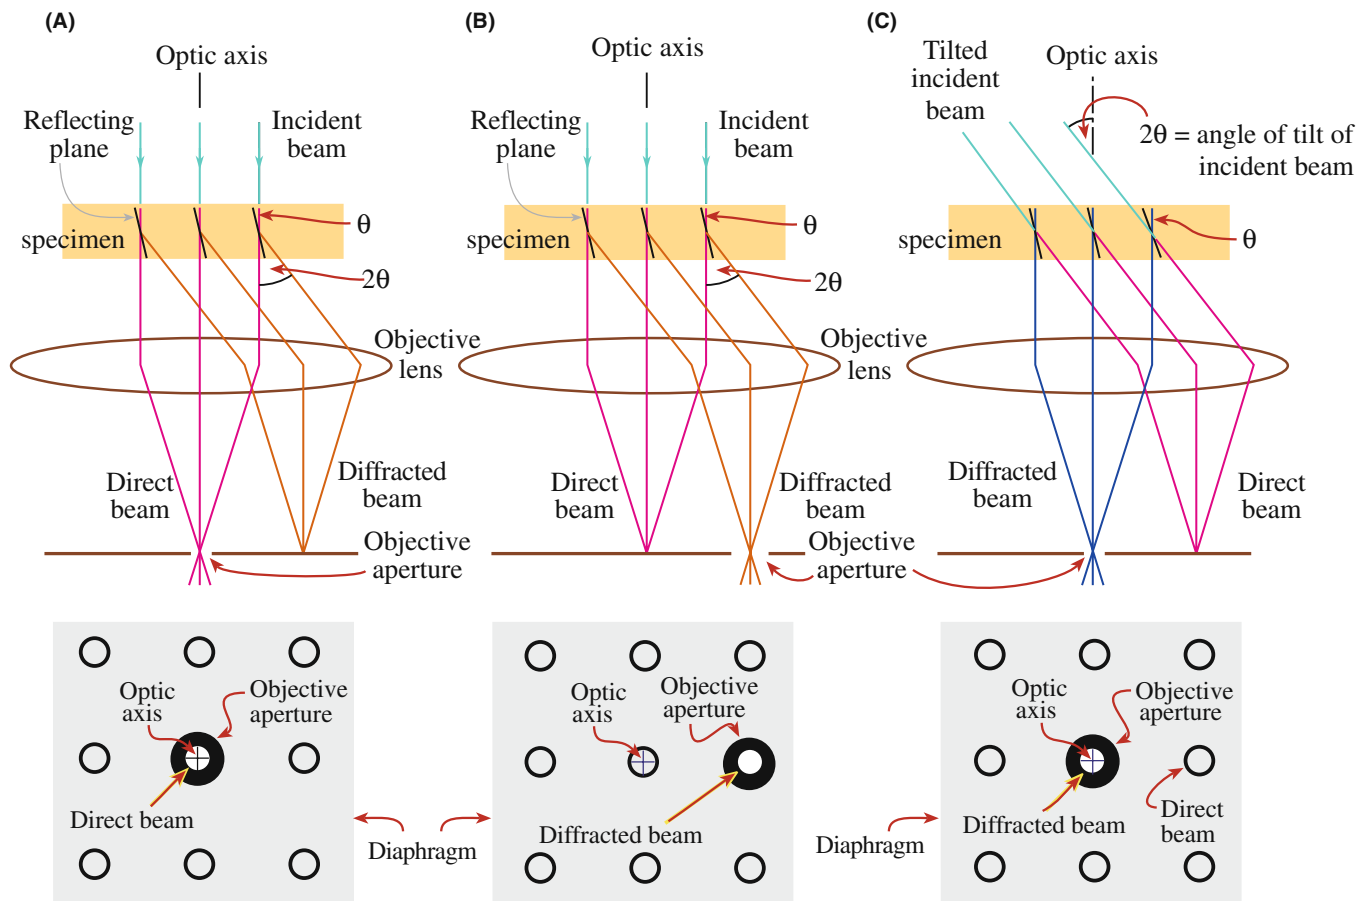 (A)
Optic axis
Reflecting
plane
Incident
beam
specimen
θ
2θ
Objective
lens
Direct
beam
Diffracted
beam
Objective
aperture
Optic
axis
Objective
aperture
Direct beam
(B)
Optic axis
Reflecting
plane
Incident
beam
specimen
θ
2θ
Objective
lens
Direct
beam
Diffracted
beam
Objective
aperture
Optic
axis
Objective
aperture
Diffracted beam
Diaphragm
(C)
Tilted
incident
beam
Optic axis
2θ = angle of tilt of
incident beam
specimen
θ
Diffracted
beam
Direct
beam
Optic
axis
Objective
aperture
Diffracted beam
Direct
beam
Diaphragm